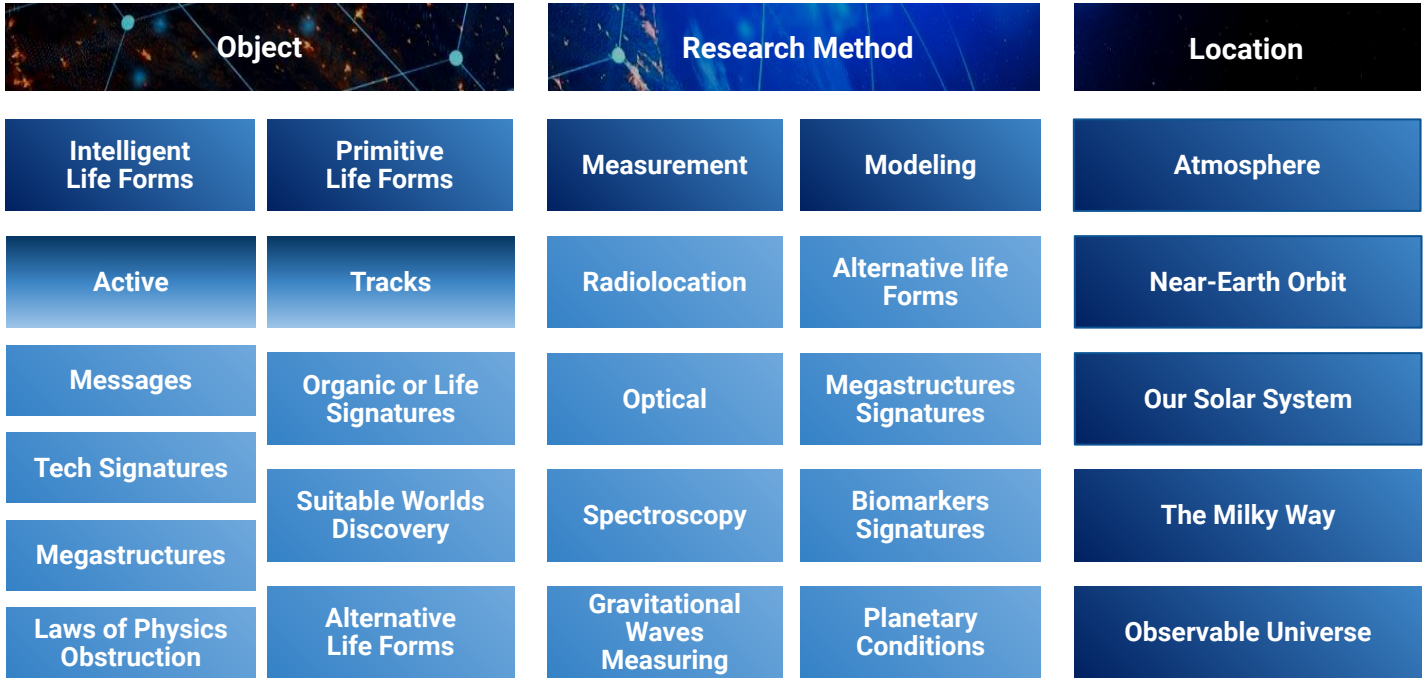 Object
Research Method
Location
Intelligent
Life Forms
Primitive
Life Forms
Measurement
Modeling
Atmosphere
Active
Tracks
Radiolocation
Alternative life
Forms
Near-Earth Orbit
Messages
Organic or Life
Signatures
Optical
Megastructures
Signatures
Our Solar System
Tech Signatures
Suitable Worlds
Discovery
Spectroscopy
Biomarkers
Signatures
The Milky Way
Megastructures
Laws of Physics
Obstruction
Alternative
Life Forms
Gravitational
Waves
Measuring
Planetary
Conditions
Observable Universe